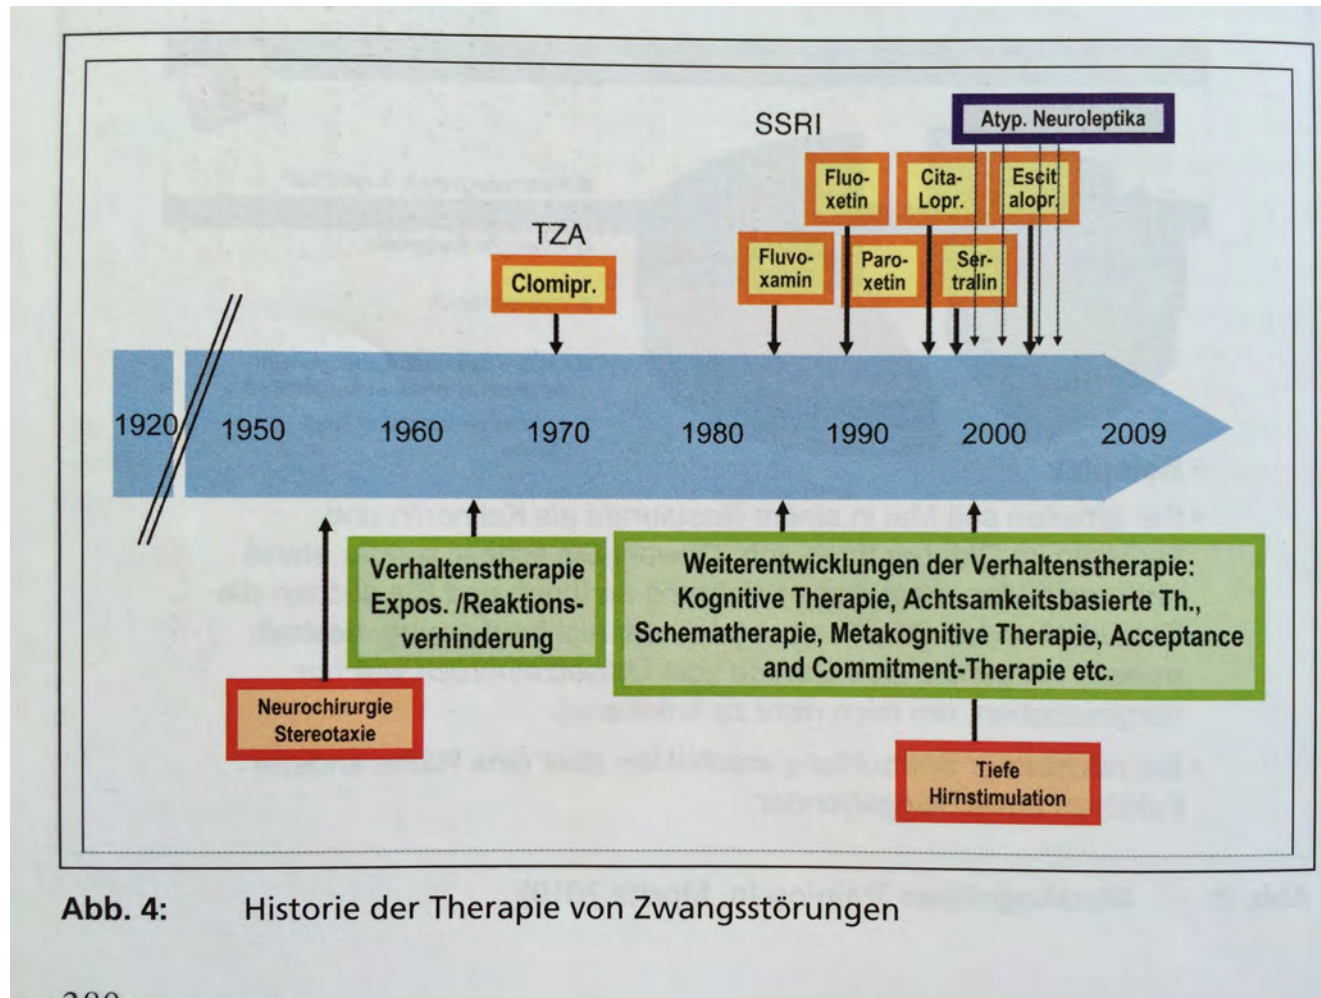 SSRI
Atyp. Neuroleptika
Fluo-
xetin
Cita-
Lopr.
Escit
alopr.
TZA
Clomipr.
Fluvo-
xamin
Paro-
xetin
Ser-
tralin
1920 1950 1960 1970 1980 1990 2000 2009
Verhaltenstherapie
Expos. /Reaktions-
verhinderung
Weiterentwicklungen der Verhaltenstherapie:
Kognitive Therapie, Achtsamkeitsbasierte Th.,
Schematherapie, Metakognitive Therapie, Acceptance
and Commitment-Therapie etc.
Neurochirurgie
Stereotaxie
Tiefe
Hirnstimulation
Abb. 4: Historie der Therapie von Zwangsstörungen